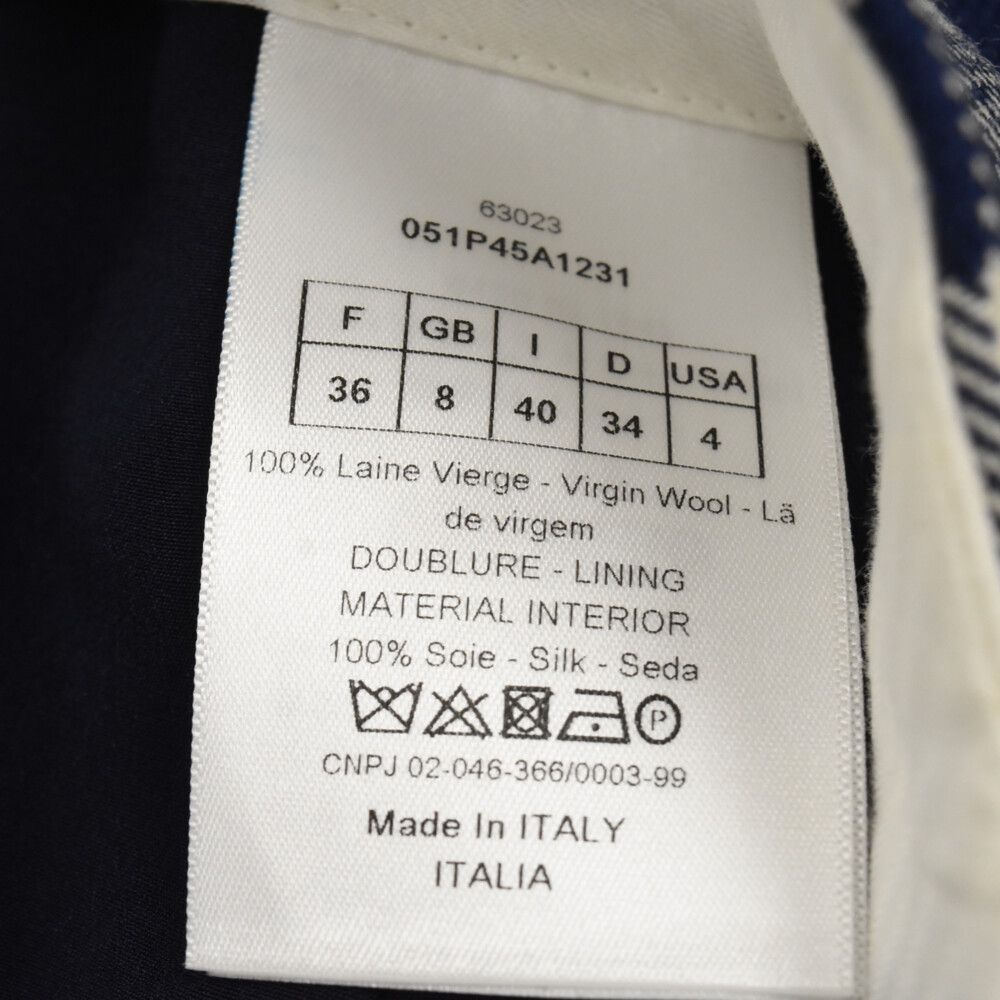 63023
051P45A1231
F GB I D USA
36 8 40 34 4
100% Laine Vierge - Virgin Wool - Lä
de virgem
DOUBLURE - LINING
MATERIAL INTERIOR
100% Soie - Silk - Seda
P
CNPJ 02-046-366/0003-99
Made In ITALY
ITALIA